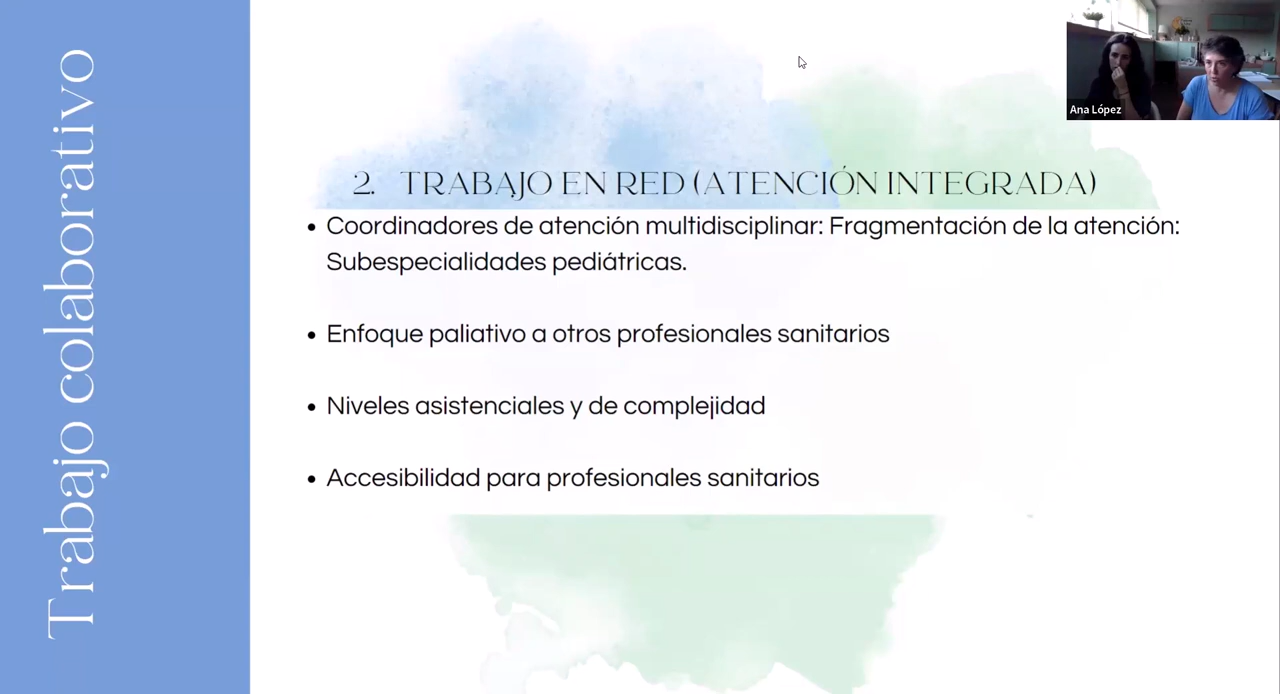 Trabajo colaborativo
2. TRABAJO EN RED (ATENCIÓN INTEGRADA)
• Coordinadores de atención multidisciplinar: Fragmentación de la atención:
Subespecialidades pediátricas.
• Enfoque paliativo a otros profesionales sanitarios
• Niveles asistenciales y de complejidad
• Accesibilidad para profesionales sanitarios
Ana López